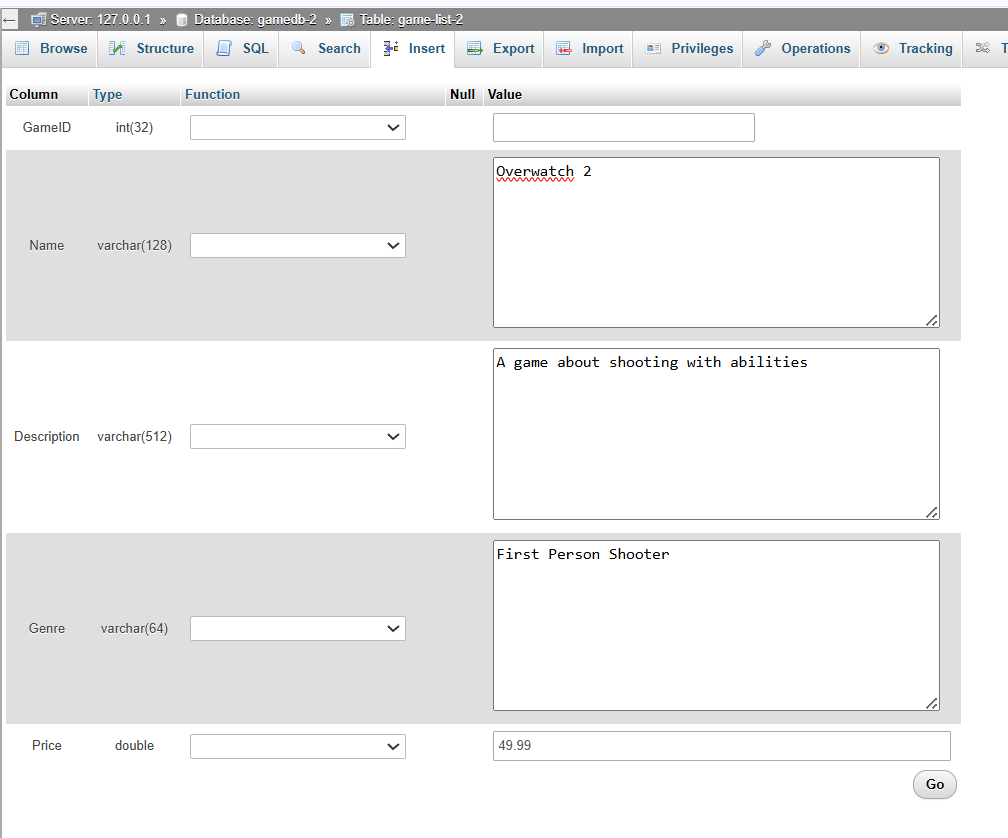 ← Server: 127.0.0.1 » Database: gamedb-2 » Table: game-list-2
Browse Structure SQL Search Insert Export Import Privileges Operations Tracking T
Column Type Function Null Value
GameID int(32)
Name varchar(128) Overwatch 2
Description varchar(512) A game about shooting with abilities
Genre varchar(64) First Person Shooter
Price double 49.99
Go